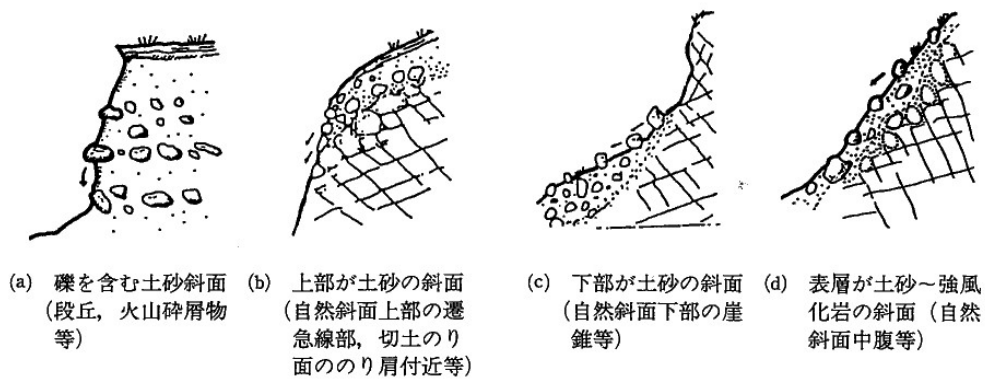 (a) 礫を含む土砂斜面
(段丘，火山砕屑物
等)
(b) 上部が土砂の斜面
(自然斜面上部の遷
急線部，切土のり
面ののり肩付近等)
(c) 下部が土砂の斜面
(自然斜面下部の崖
錐等)
(d) 表層が土砂～強風
化岩の斜面（自然
斜面中腹等)